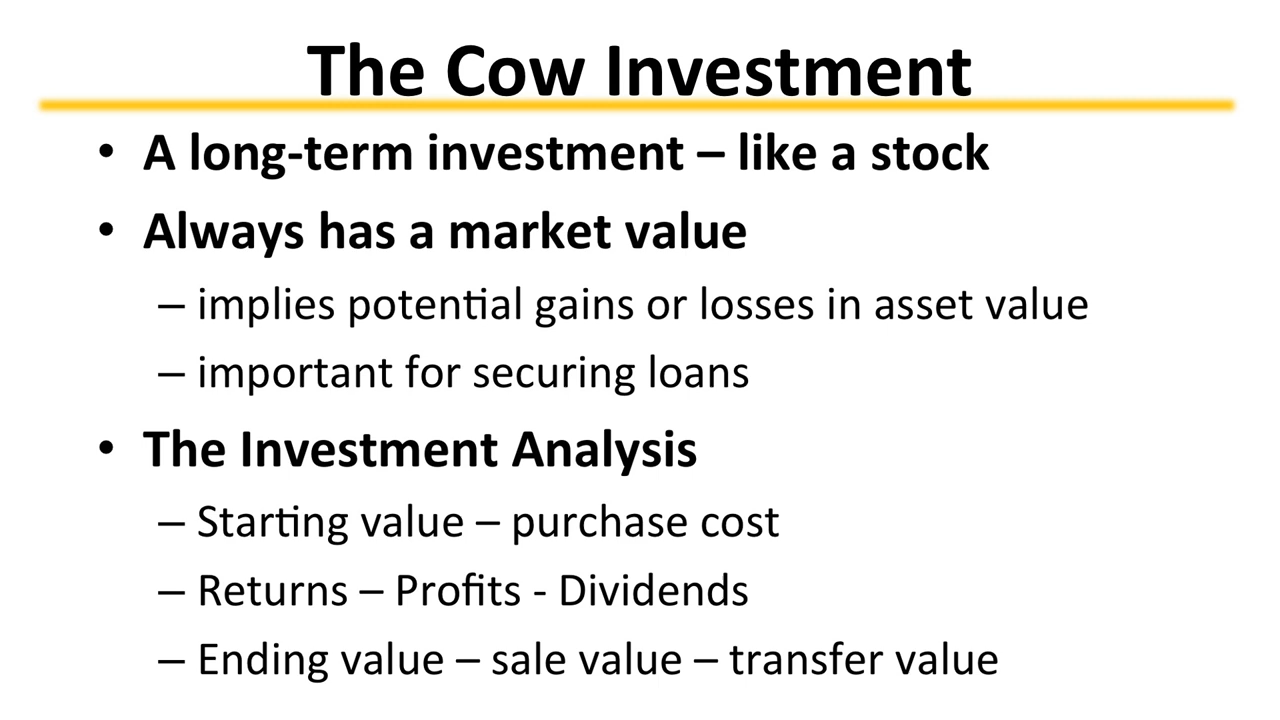 The Cow Investment
• A long-term investment – like a stock
• Always has a market value
– implies potential gains or losses in asset value
– important for securing loans
• The Investment Analysis
– Starting value – purchase cost
– Returns – Profits - Dividends
– Ending value – sale value – transfer value